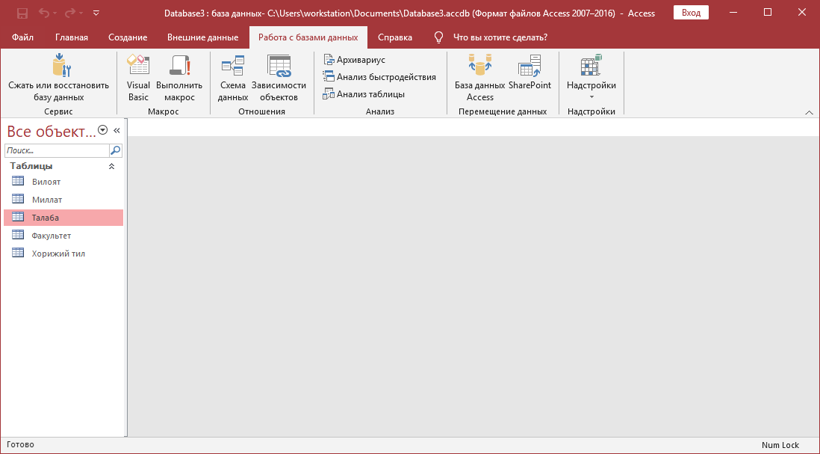 Database3 : база данных- C:\Users\workstation\Documents\Database3.accdb (Формат файлов Access 2007–2016) - Access
Вход
Файл Главная Создание Внешние данные Работа с базами данных Справка Что вы хотите сделать?
Сжать или восстановить
базу данных
Сервис
Visual
Basic
Выполнить
макрос
Макрос
Схема
данных
Зависимости
объектов
Отношения
Архивариус
Анализ быстродействия
Анализ таблицы
Анализ
База данных
Access
SharePoint
Перемещение данных
Надстройки
Надстройки
Все объект...
Поиск...
Таблицы
Вилоят
Миллат
Талаба
Факультет
Хорижий тил
Готово
Num Lock